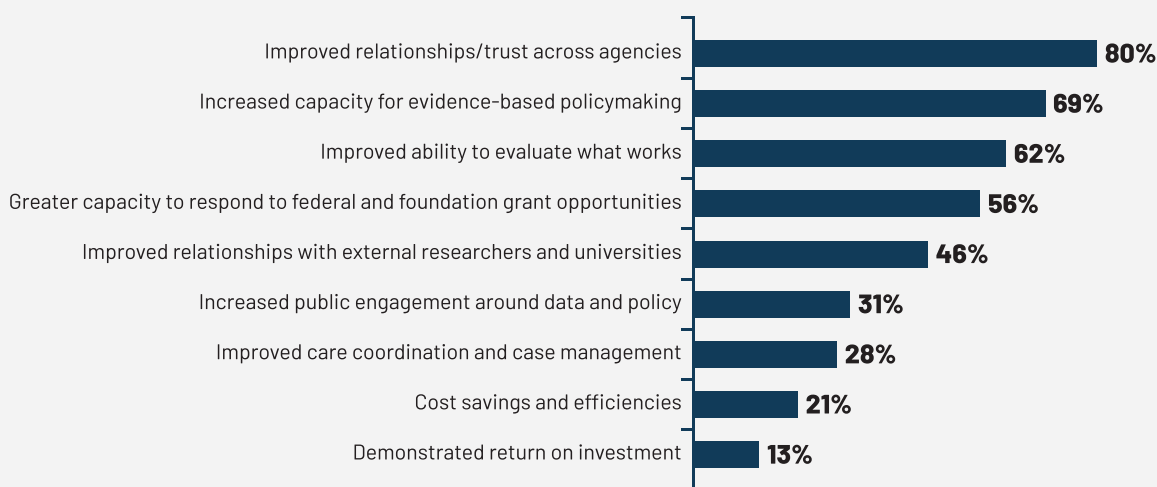 Improved relationships/trust across agencies 80%
Increased capacity for evidence-based policymaking 69%
Improved ability to evaluate what works 62%
Greater capacity to respond to federal and foundation grant opportunities 56%
Improved relationships with external researchers and universities 46%
Increased public engagement around data and policy 31%
Improved care coordination and case management 28%
Cost savings and efficiencies 21%
Demonstrated return on investment 13%